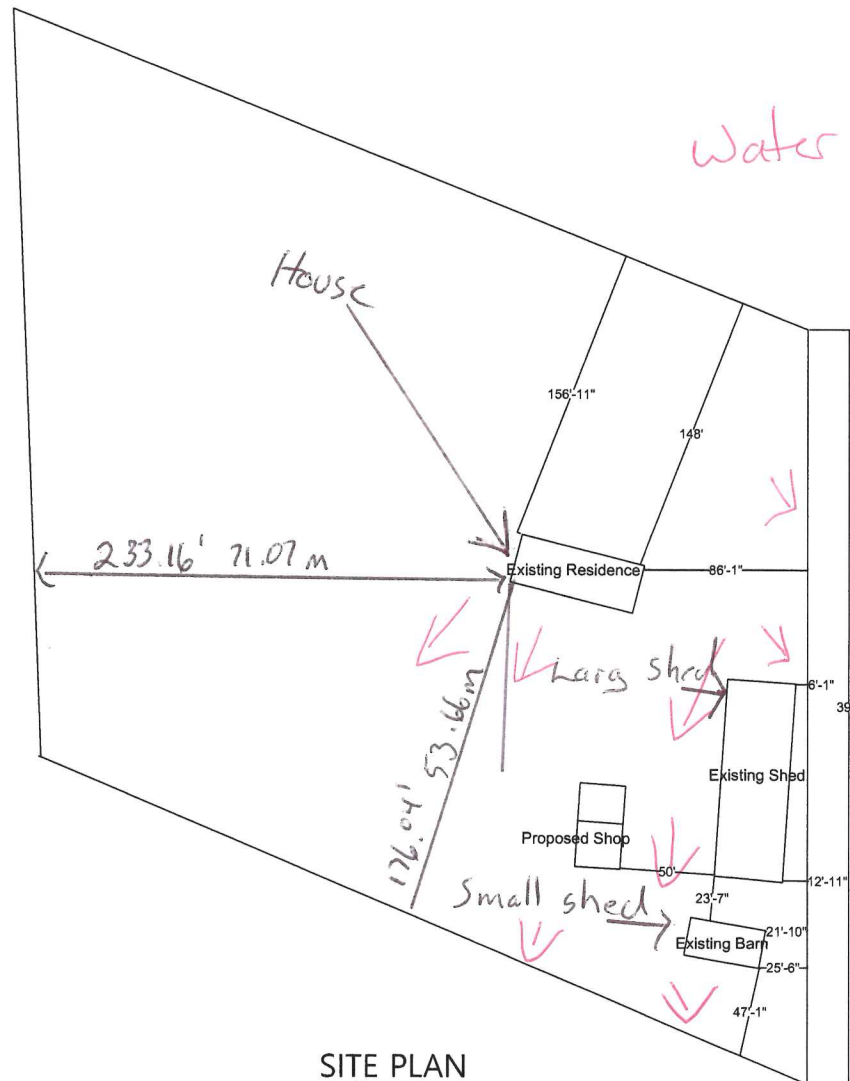 Water
House
156'-11"
148'
233.16' 71.07 m
Existing Residence
86'-1"
Larg shed
6'-1"
39
176.04' 53.66m
Existing Shed
Proposed Shop
50'
12'-11"
23'-7"
Small shed
21'-10"
Existing Barn
25'-6"
47'-1"
SITE PLAN